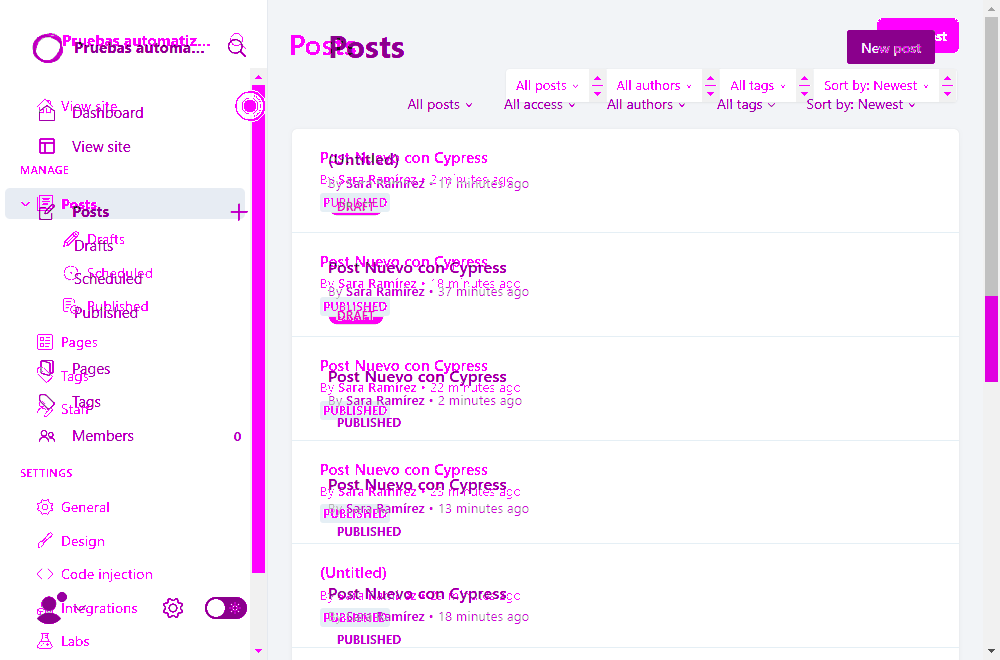 Pruebas automatiz...
Pruebas automa...
View site
Dashboard
View site
MANAGE
Posts
Posts
Drafts
Drafts
Scheduled
Scheduled
Published
Published
Pages
Pages
Tags
Tags
Staff
Members 0
SETTINGS
General
Design
Code injection
Integrations
Labs
Posts
Posts
New post
All posts All authors All tags Sort by: Newest
All posts All access All authors All tags Sort by: Newest
Post Nuevo con Cypress
(Untitled)
By Sara Ramírez • 2 minutes ago
By Sara Ramírez • 17 minutes ago
PUBLISHED
DRAFT
Post Nuevo con Cypress
Post Nuevo con Cypress
By Sara Ramírez • 18 minutes ago
By Sara Ramírez • 37 minutes ago
PUBLISHED
DRAFT
Post Nuevo con Cypress
Post Nuevo con Cypress
By Sara Ramírez • 22 minutes ago
By Sara Ramírez • 2 minutes ago
PUBLISHED
PUBLISHED
Post Nuevo con Cypress
Post Nuevo con Cypress
By Sara Ramírez • 23 minutes ago
By Sara Ramírez • 13 minutes ago
PUBLISHED
PUBLISHED
(Untitled)
Post Nuevo con Cypress
By Sara Ramírez • minutes ago
By Sara Ramírez • 18 minutes ago
PUBLISHED
PUBLISHED